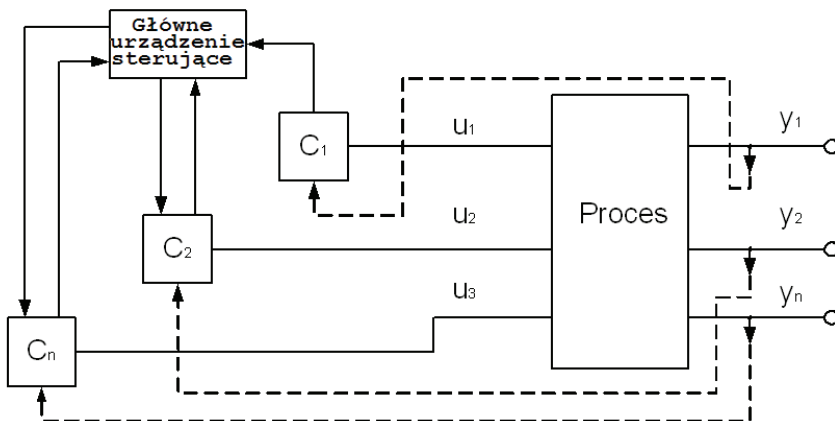 Główne
urządzenie
sterujące
C₁
u₁
y₁
Proces
C₂
u₂
y₂
u₃
yₙ
Cₙ